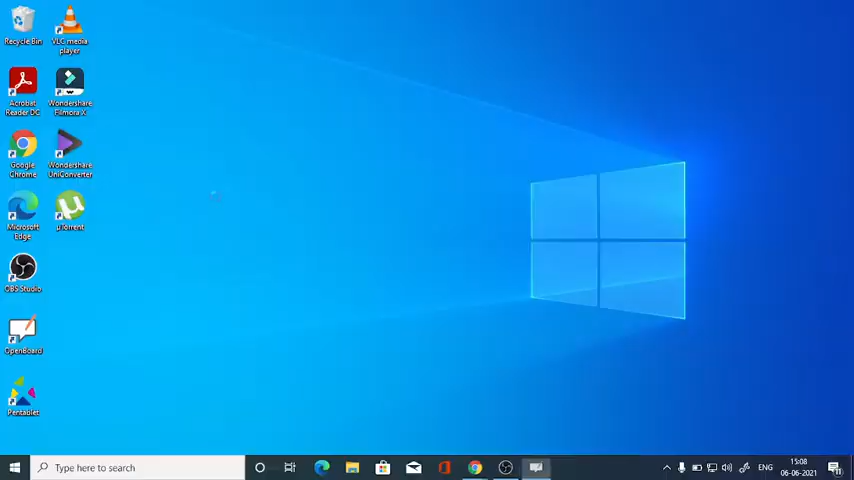 Recycle Bin
VLC media
player
Acrobat
Reader DC
Wondershare
Filmora X
Google
Chrome
Wondershare
UniConverter
Microsoft
Edge
µTorrent
OBS Studio
OpenBoard
Pentablet
Type here to search
ENG
15:08
06-06-2021